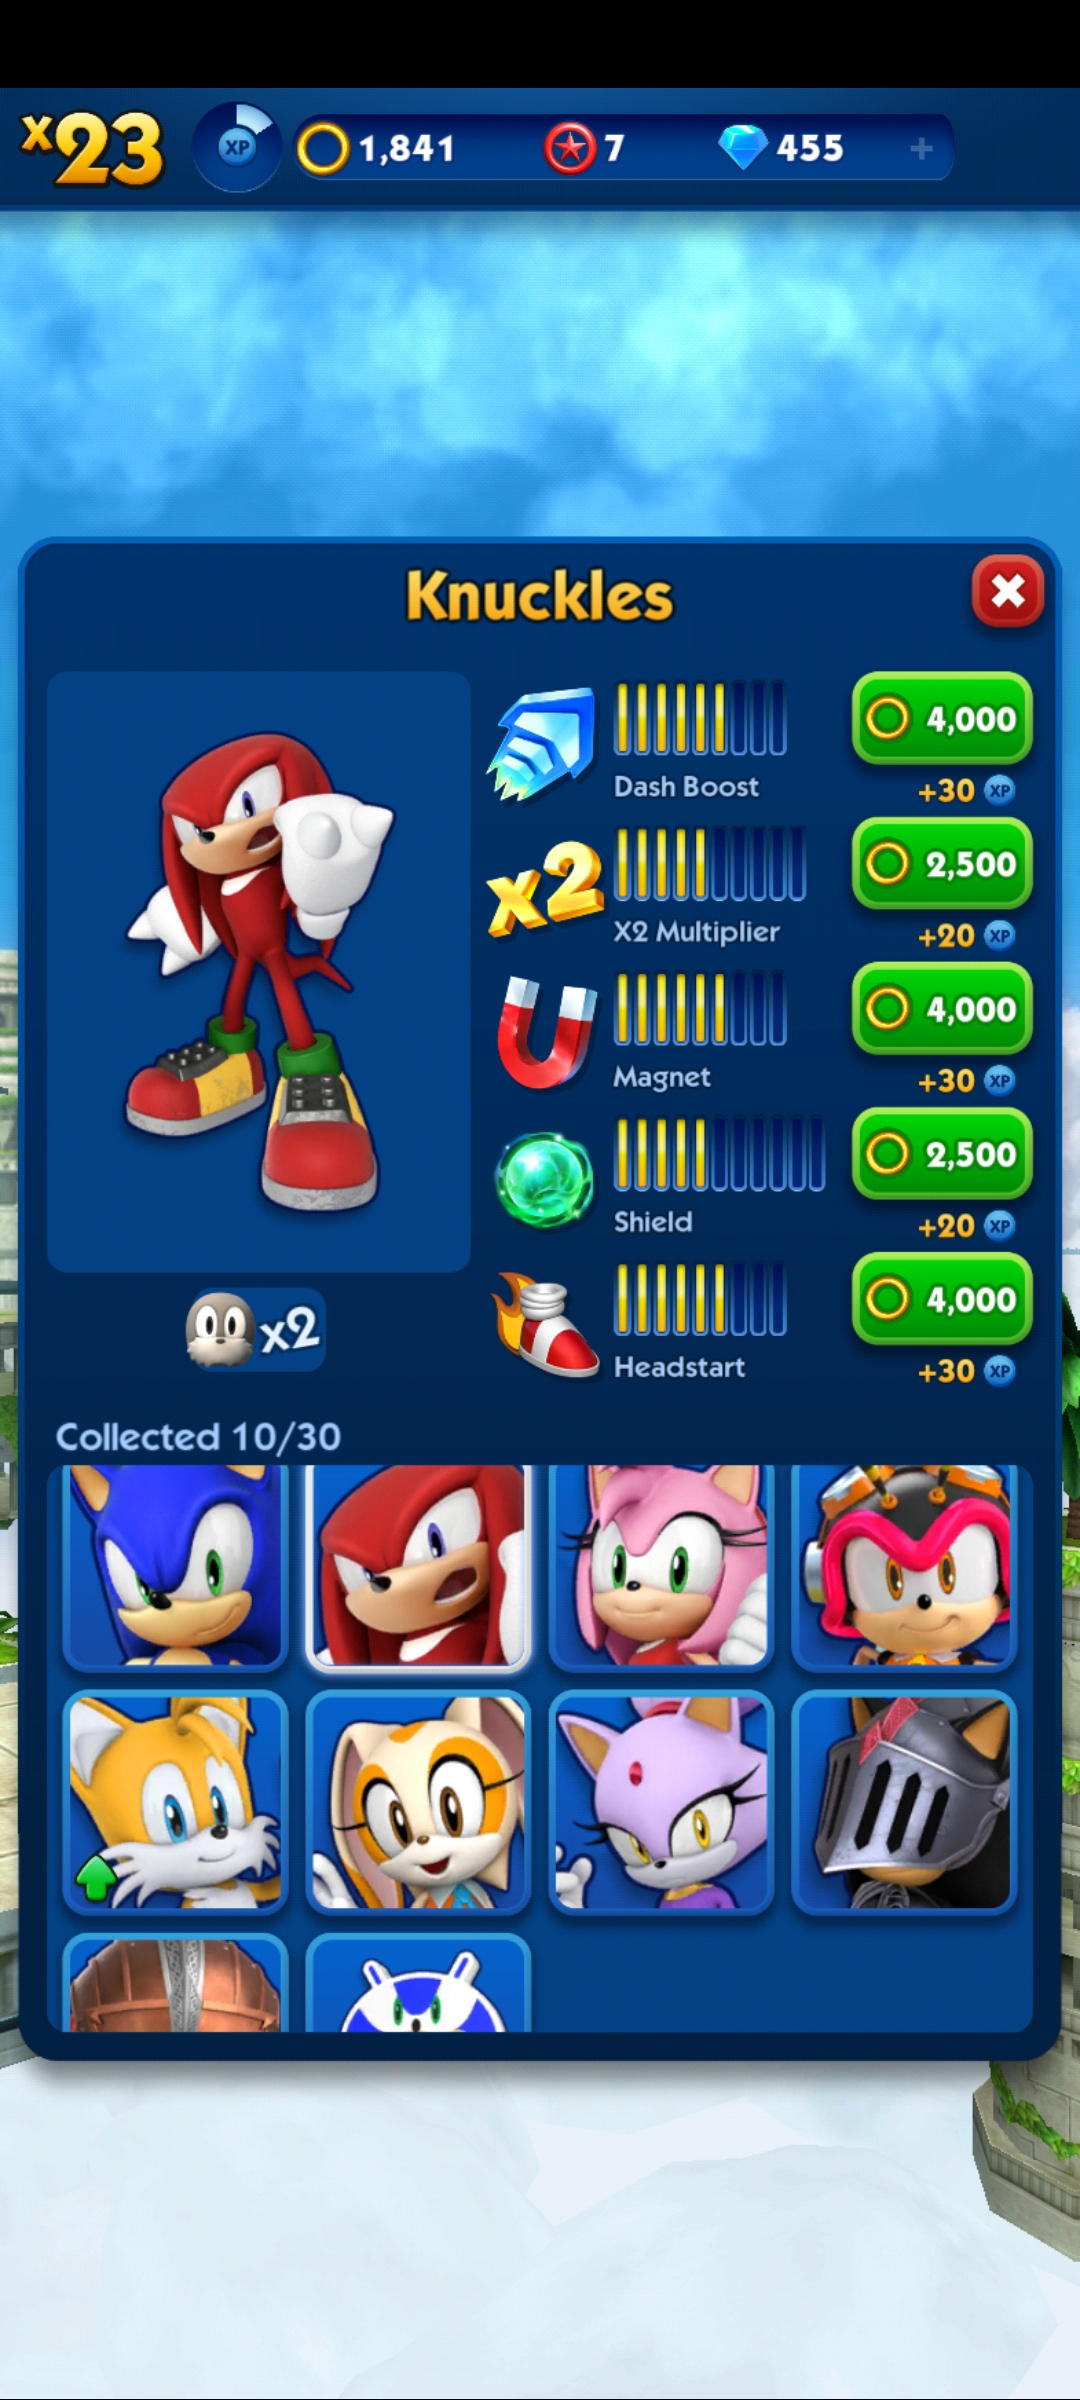 x23 XP 1,841 7 455 +
Knuckles
4,000
Dash Boost
+30 XP
x2
2,500
X2 Multiplier
+20 XP
4,000
Magnet
+30 XP
2,500
Shield
+20 XP
4,000
Headstart
+30 XP
x2
Collected 10/30